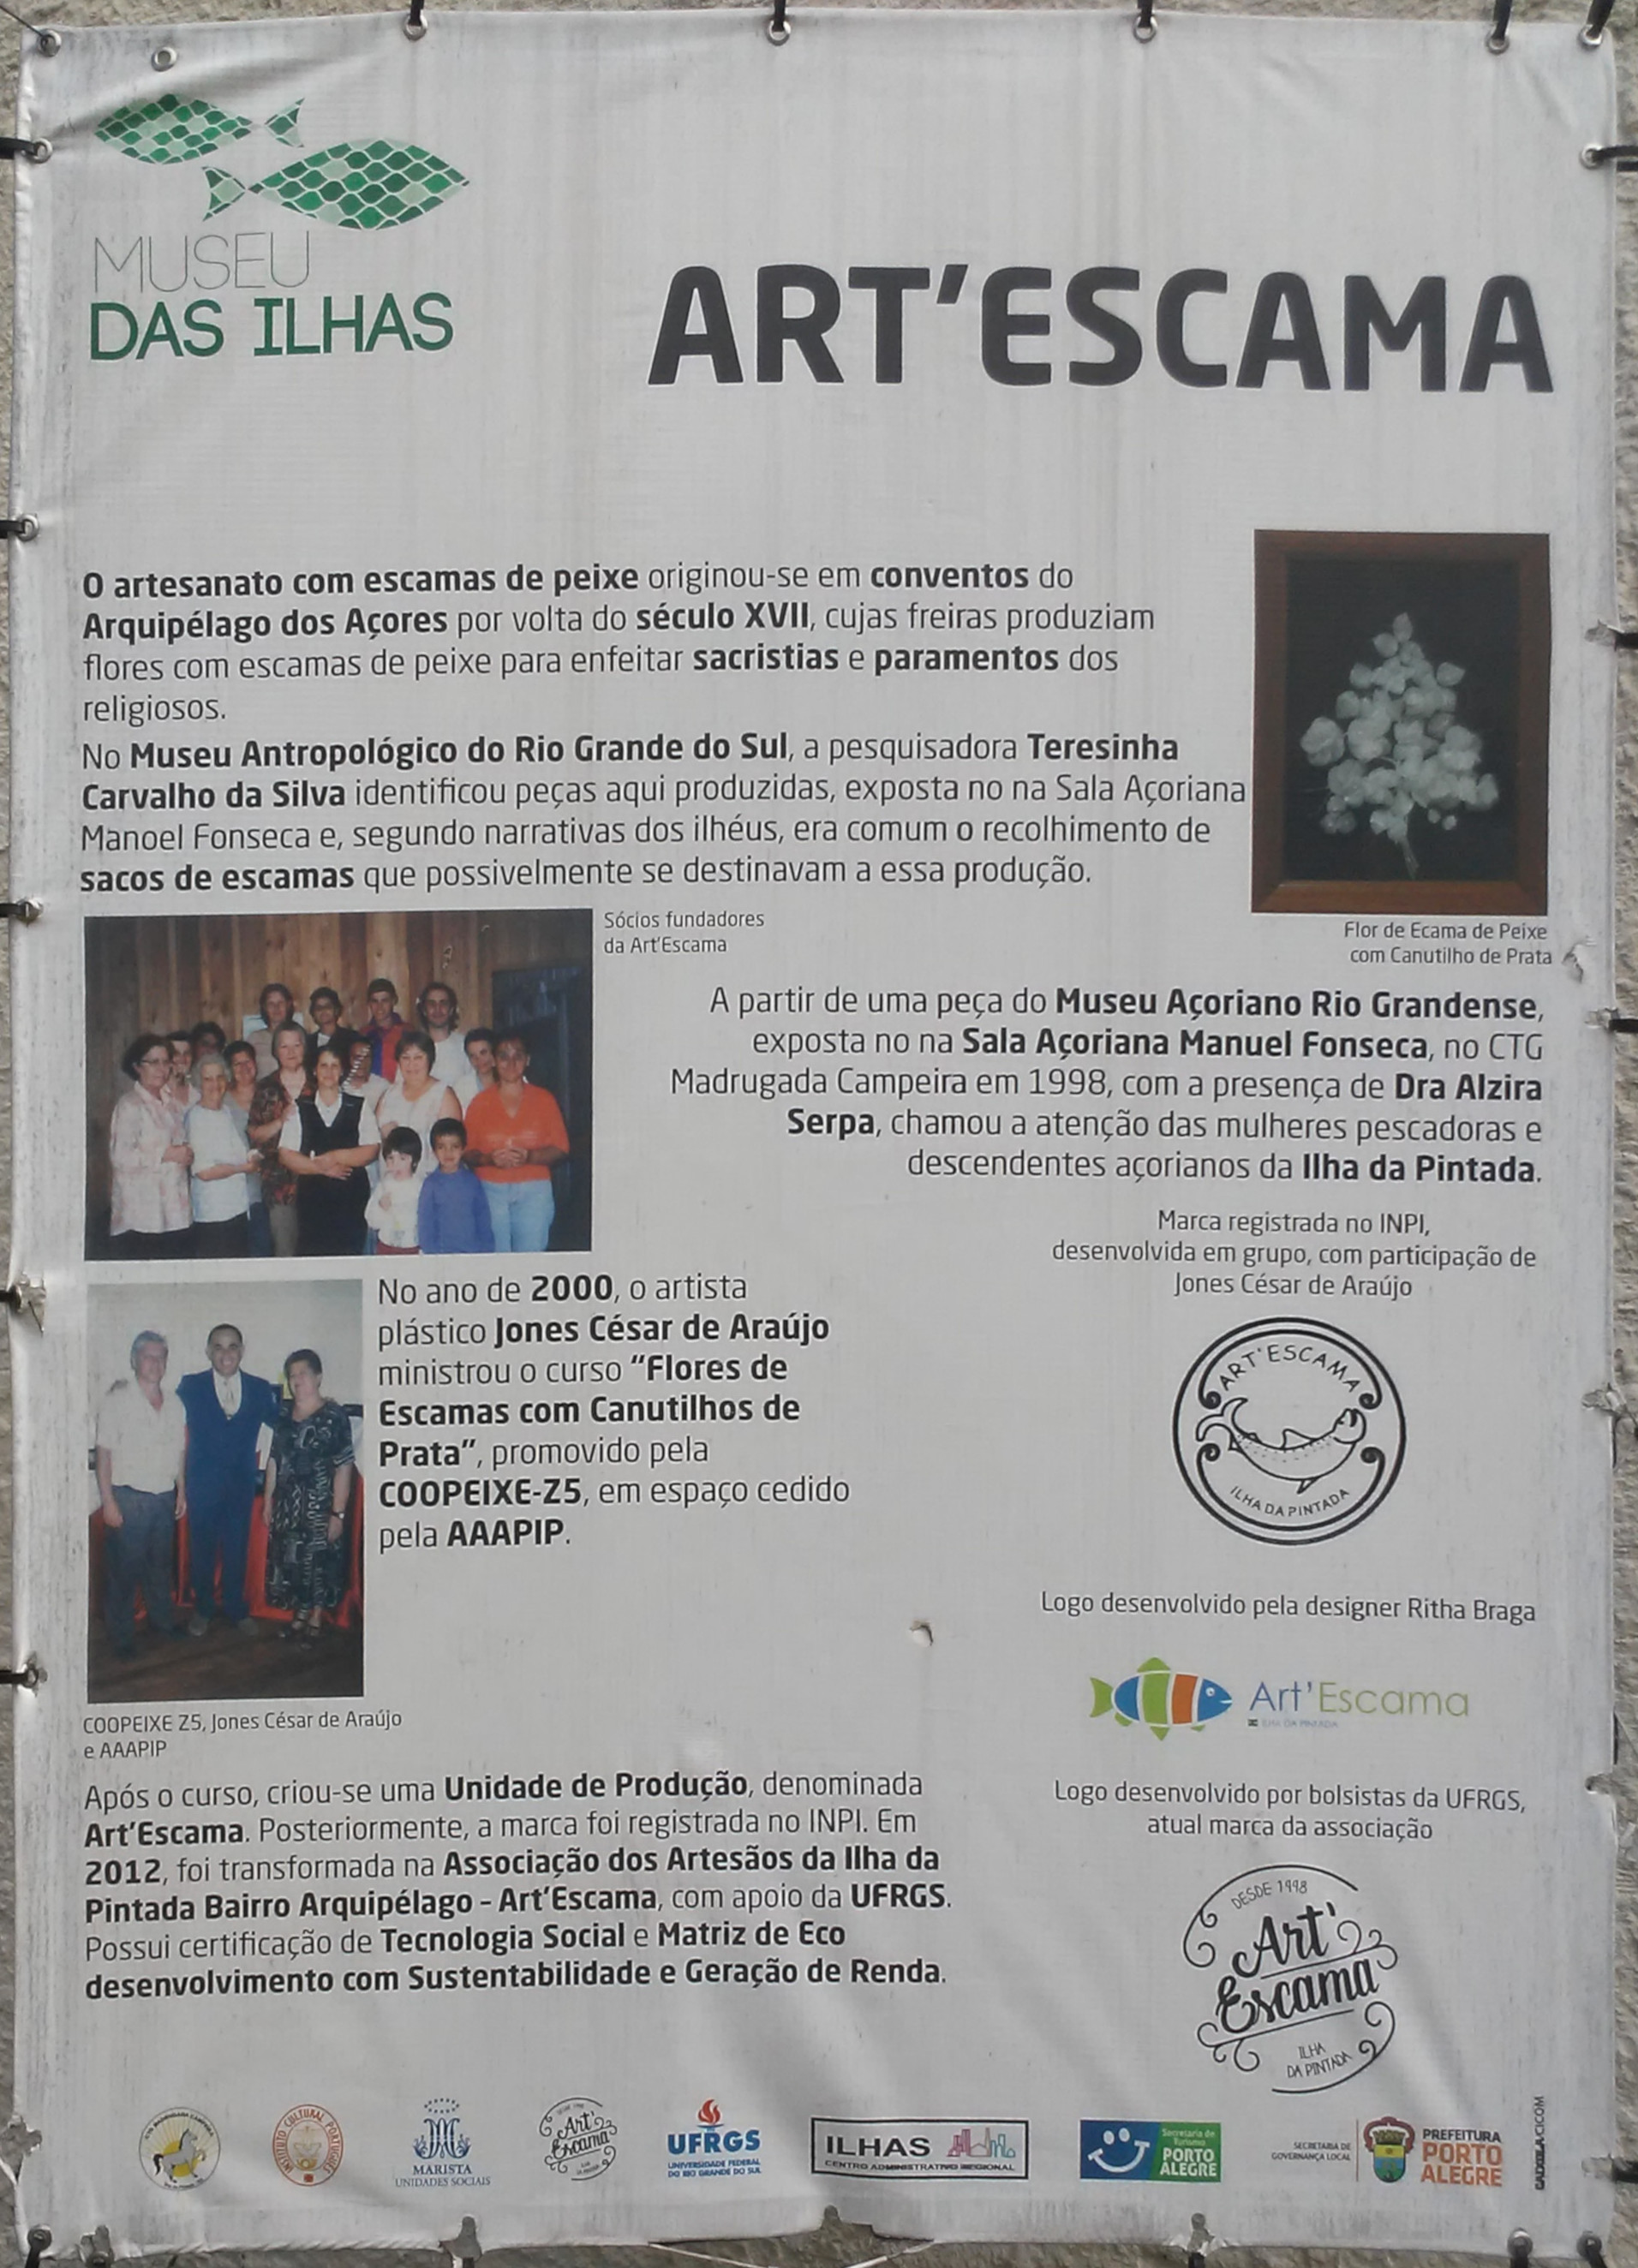 MUSEU
DAS ILHAS
ART'ESCAMA
O artesanato com escamas de peixe originou-se em conventos do
Arquipélago dos Açores por volta do século XVII, cujas freiras produziam
flores com escamas de peixe para enfeitar sacristias e paramentos dos
religiosos.
No Museu Antropológico do Rio Grande do Sul, a pesquisadora Teresinha
Carvalho da Silva identificou peças aqui produzidas, exposta no na Sala Açoriana
Manoel Fonseca e, segundo narrativas dos ilhéus, era comum o recolhimento de
sacos de escamas que possivelmente se destinavam a essa produção.
Flor de Ecama de Peixe
com Canutilho de Prata
Sócios fundadores
da Art'Escama
A partir de uma peça do Museu Açoriano Rio Grandense,
exposta no na Sala Açoriana Manuel Fonseca, no CTG
Madrugada Campeira em 1998, com a presença de Dra Alzira
Serpa, chamou a atenção das mulheres pescadoras e
descendentes açorianos da Ilha da Pintada.
No ano de 2000, o artista
plástico Jones César de Araújo
ministrou o curso “Flores de
Escamas com Canutilhos de
Prata”, promovido pela
COOPEIXE-Z5, em espaço cedido
pela AAAPIP.
COOPEIXE Z5, Jones César de Araújo
e AAAPIP
Após o curso, criou-se uma Unidade de Produção, denominada
Art'Escama. Posteriormente, a marca foi registrada no INPI. Em
2012, foi transformada na Associação dos Artesãos da Ilha da
Pintada Bairro Arquipélago - Art'Escama, com apoio da UFRGS.
Possui certificação de Tecnologia Social e Matriz de Eco
desenvolvimento com Sustentabilidade e Geração de Renda.
Marca registrada no INPI,
desenvolvida em grupo, com participação de
Jones César de Araújo
ART'ESCAMA
ILHA DA PINTADA
Logo desenvolvido pela designer Ritha Braga
Art'Escama
ILHA DA PINTADA
Logo desenvolvido por bolsistas da UFRGS,
atual marca da associação
DESDE 1998
Art'
Escama
ILHA
DA PINTADA
INSTITUTO CULTURAL PORTUGUÊS
MARISTA
UNIDADES SOCIAIS
Art'
Escama
UFRGS
UNIVERSIDADE FEDERAL
DO RIO GRANDE DO SUL
ILHAS
CENTRO ADMINISTRATIVO REGIONAL
Secretaria de
Turismo
PORTO
ALEGRE
SECRETARIA DE
GOVERNANÇA LOCAL
PREFEITURA
PORTO
ALEGRE